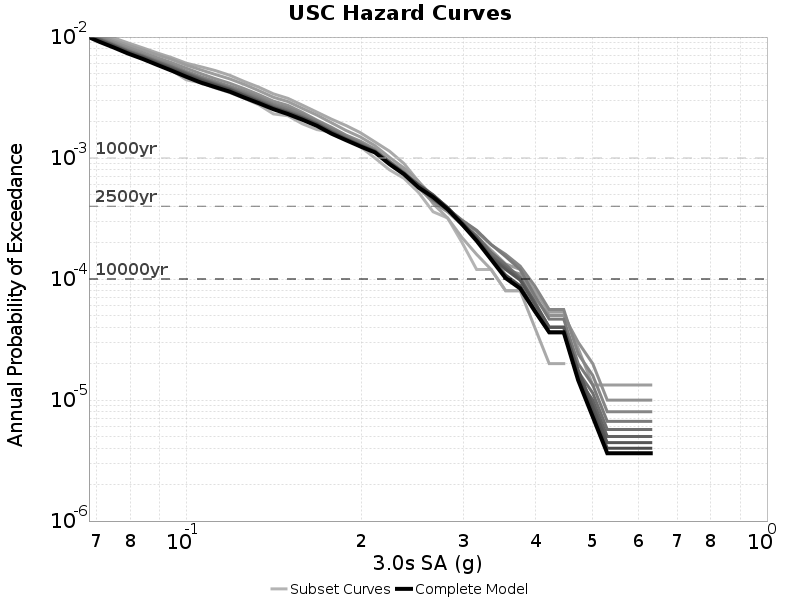 USC Hazard Curves
Annual Probability of Exceedance
10-2
10-3
10-4
10-5
10-6
1000yr
2500yr
10000yr
7 8 10-1 2 3 4 5 6 7 8 100
3.0s SA (g)
Subset Curves Complete Model